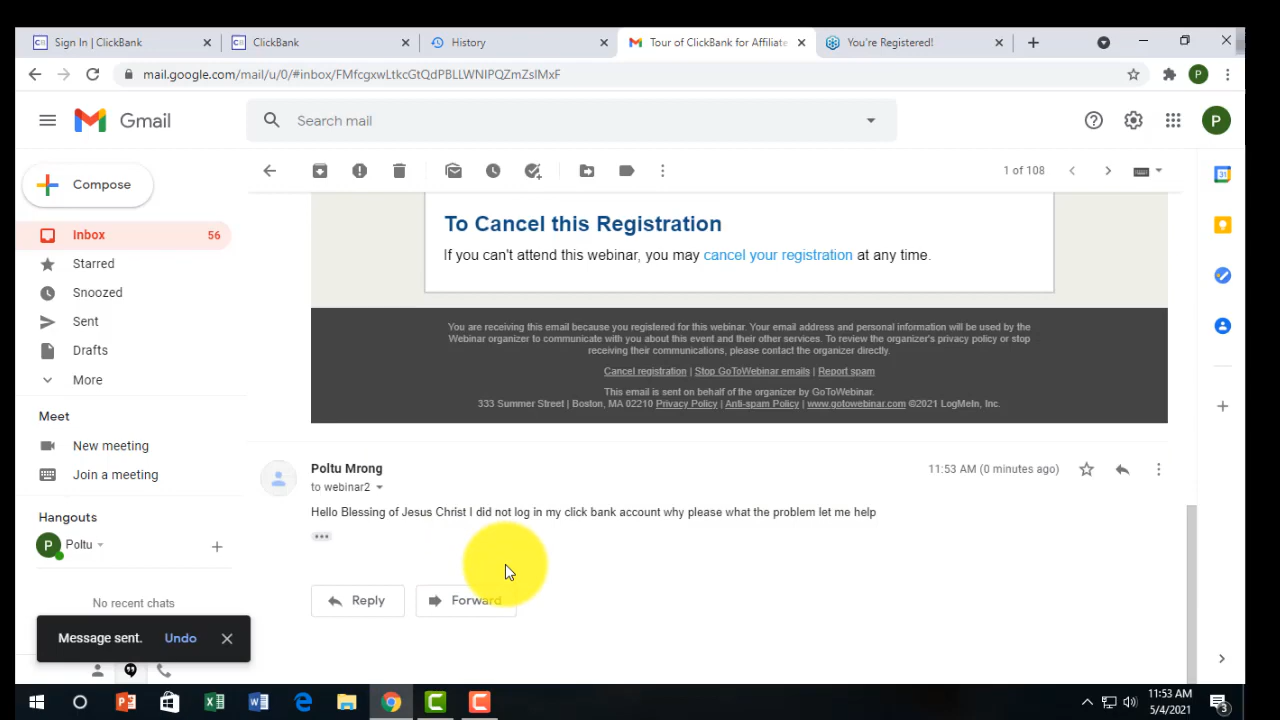 Sign In | ClickBank
ClickBank
History
Tour of ClickBank for Affiliate
You're Registered!
mail.google.com/mail/u/0/#inbox/FMfcgxwLtkcGtQdPBLLWNIPQZmZslMxF
P
Gmail
Search mail
P
Compose
1 of 108
Inbox 56
Starred
Snoozed
Sent
Drafts
More
Meet
New meeting
Join a meeting
Hangouts
P Poltu
No recent chats
Message sent. Undo
To Cancel this Registration
If you can't attend this webinar, you may cancel your registration at any time.
You are receiving this email because you registered for this webinar. Your email address and personal information will be used by the
Webinar organizer to communicate with you about this event and their other services. To review the organizer's privacy policy or stop
receiving their communications, please contact the organizer directly.
Cancel registration | Stop GoToWebinar emails | Report spam
This email is sent on behalf of the organizer by GoToWebinar.
333 Summer Street | Boston, MA 02210 Privacy Policy | Anti-spam Policy | www.gotowebinar.com ©2021 LogMeIn, Inc.
Poltu Mrong
11:53 AM (0 minutes ago)
to webinar2
Hello Blessing of Jesus Christ I did not log in my click bank account why please what the problem let me help
Reply
Forward
11:53 AM
5/4/2021
3